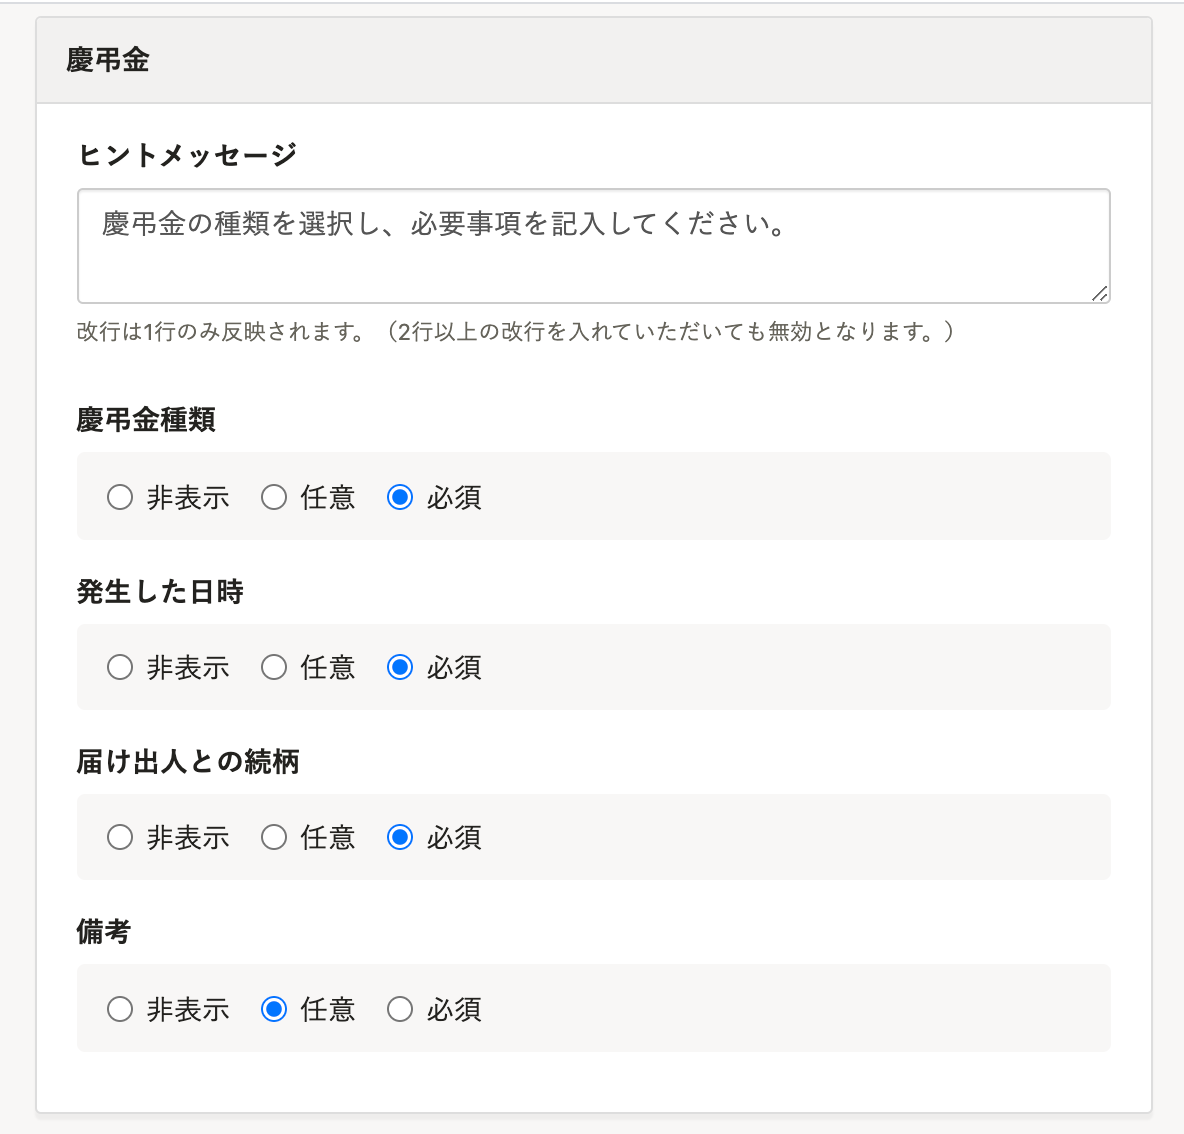 慶弔金
ヒントメッセージ
慶弔金の種類を選択し、必要事項を記入してください。
改行は1行のみ反映されます。（2行以上の改行を入れていただいても無効となります。）
慶弔金種類
非表示 任意 必須
発生した日時
非表示 任意 必須
届け出人との続柄
非表示 任意 必須
備考
非表示 任意 必須